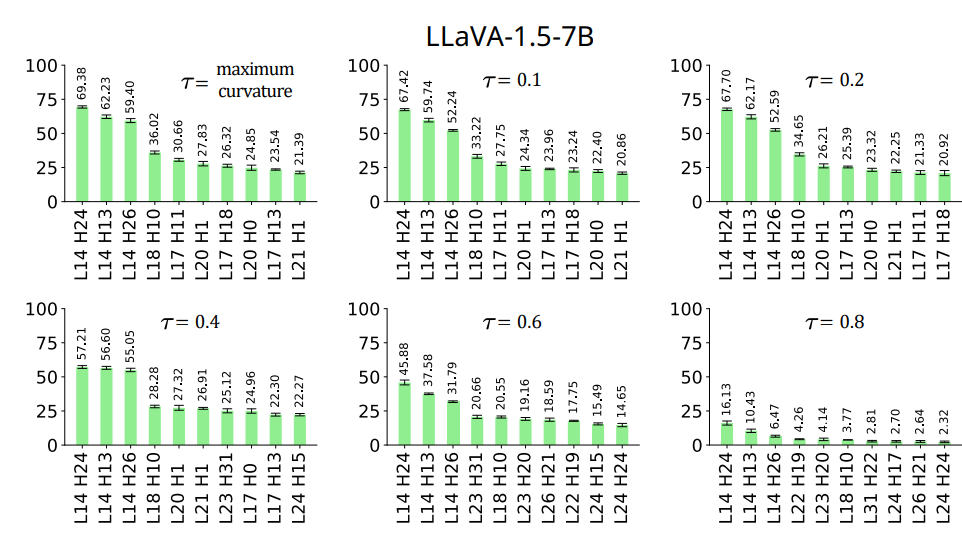 LLaVA-1.5-7B
τ = maximum curvature
100
75
50
25
0
69.38
62.23
59.40
36.02
30.66
27.83
26.32
24.85
23.54
21.39
L14 H24
L14 H13
L14 H26
L18 H10
L17 H11
L20 H1
L17 H18
L20 H0
L17 H13
L21 H1
τ = 0.1
100
75
50
25
0
67.42
59.74
52.24
33.22
27.75
24.34
23.96
23.24
22.40
20.86
L14 H24
L14 H13
L14 H26
L18 H10
L17 H11
L20 H1
L17 H13
L17 H18
L20 H0
L21 H1
τ = 0.2
100
75
50
25
0
67.70
62.17
52.59
34.65
26.21
25.39
23.32
22.25
21.33
20.92
L14 H24
L14 H13
L14 H26
L18 H10
L20 H1
L17 H13
L20 H0
L21 H1
L17 H11
L17 H18
τ = 0.4
100
75
50
25
0
57.21
56.60
55.05
28.28
27.32
26.91
25.12
24.96
22.30
22.27
L14 H24
L14 H13
L14 H26
L18 H10
L20 H1
L21 H1
L23 H31
L17 H0
L17 H13
L24 H15
τ = 0.6
100
75
50
25
0
45.88
37.58
31.79
20.66
20.55
19.16
18.59
17.75
15.49
14.65
L14 H24
L14 H13
L14 H26
L23 H31
L18 H10
L23 H20
L26 H21
L22 H19
L24 H15
L24 H24
τ = 0.8
100
75
50
25
0
16.13
10.43
6.47
4.26
4.14
3.77
2.81
2.70
2.64
2.32
L14 H24
L14 H13
L14 H26
L22 H19
L23 H20
L18 H10
L31 H22
L24 H17
L26 H21
L24 H24